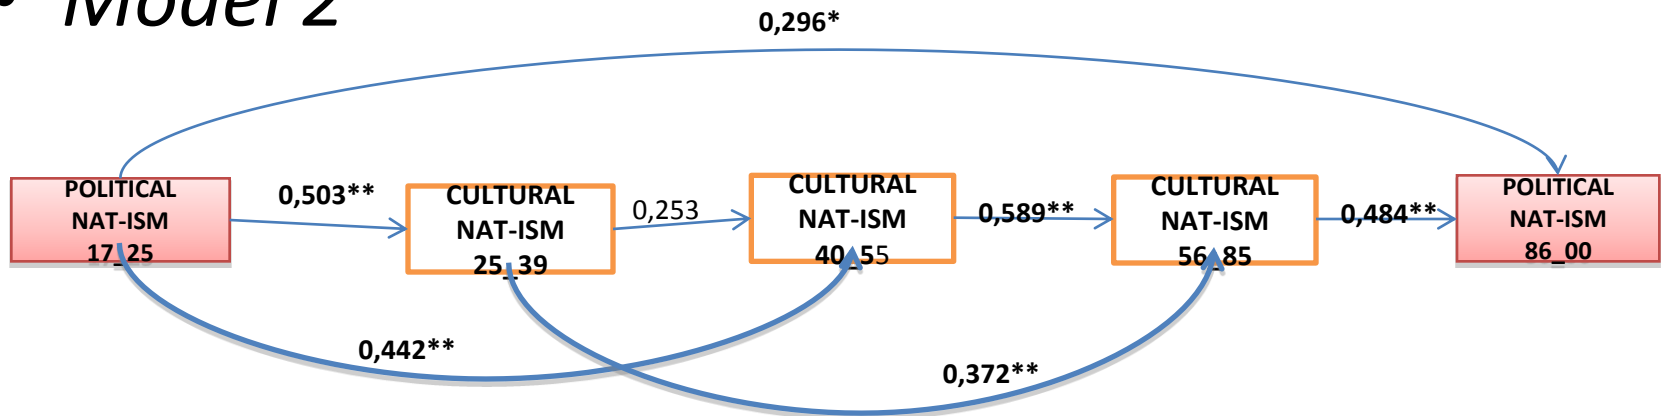 • Model 2
0,296*
POLITICAL
NAT-ISM
17_25
0,503**
CULTURAL
NAT-ISM
25_39
0,253
CULTURAL
NAT-ISM
40_55
0,589**
CULTURAL
NAT-ISM
56_85
0,484**
POLITICAL
NAT-ISM
86_00
0,442**
0,372**